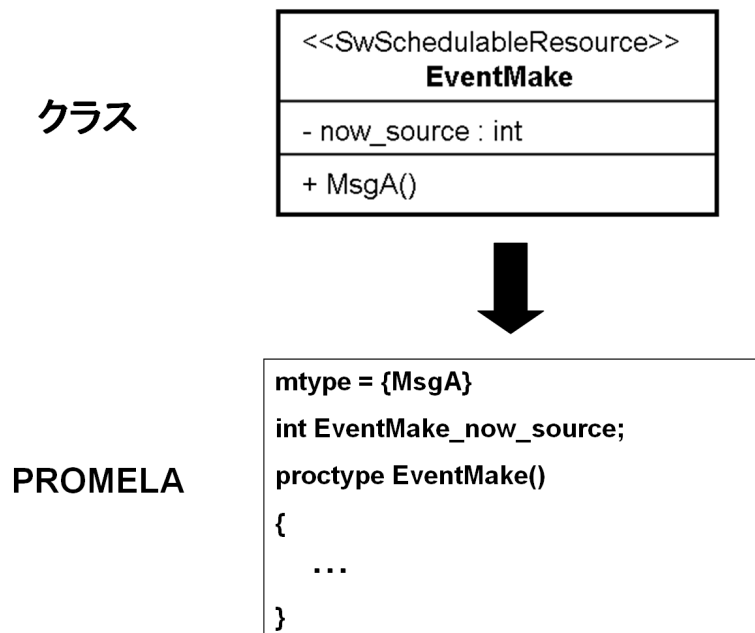 クラス
<<SwSchedulableResource>>
EventMake
- now_source : int
+ MsgA()
PROMELA
mtype = {MsgA}
int EventMake_now_source;
proctype EventMake()
{
...
}